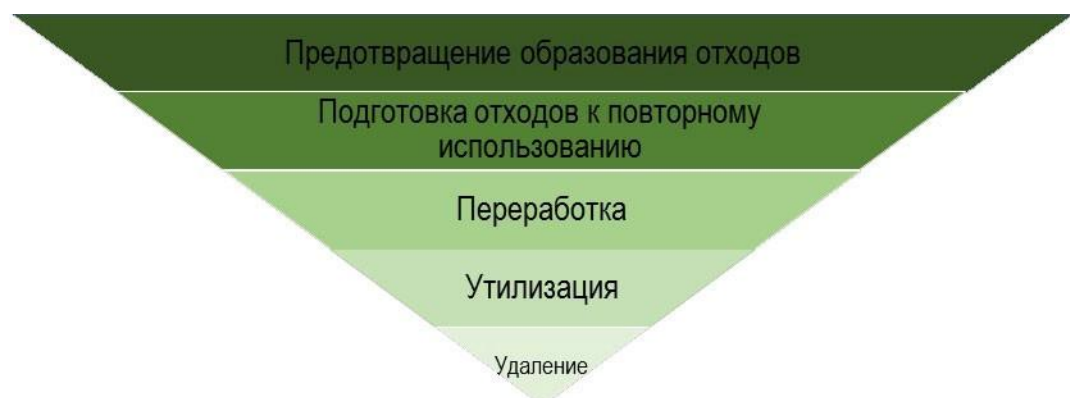 Предотвращение образования отходов
Подготовка отходов к повторному
использованию
Переработка
Утилизация
Удаление